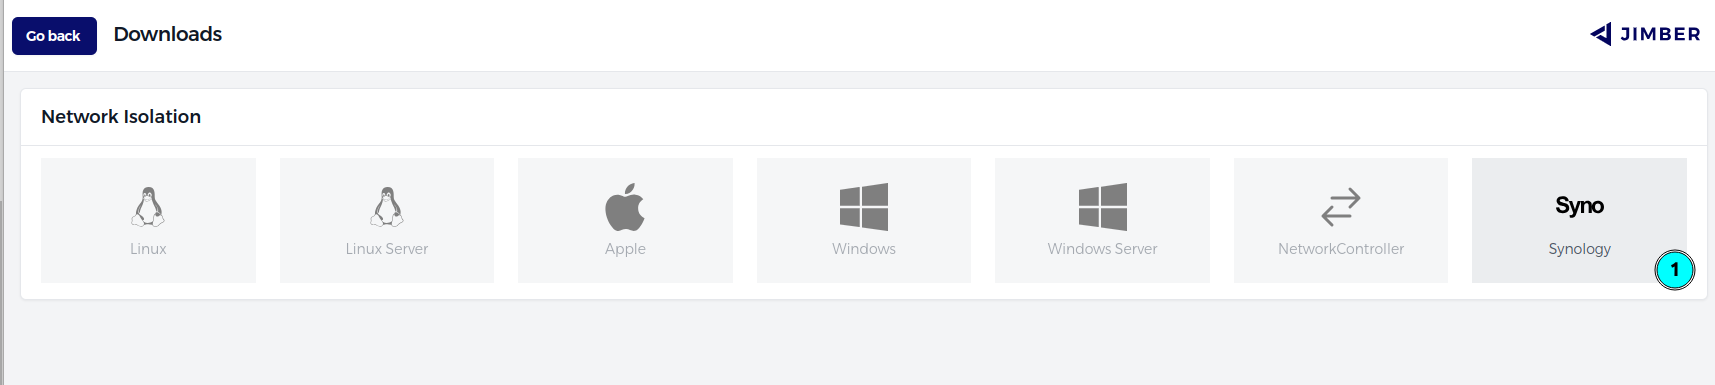 Go back Downloads JIMBER
Network Isolation
Syno
Linux Linux Server Apple Windows Windows Server NetworkController Synology
1